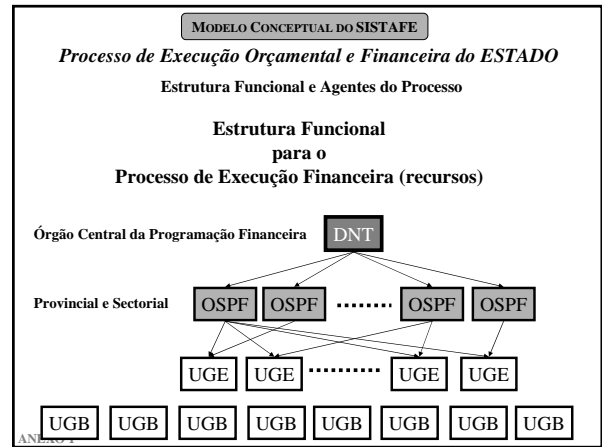 MODELO CONCEPTUAL DO SISTAFE
Processo de Execução Orçamental e Financeira do ESTADO
Estrutura Funcional e Agentes do Processo
Estrutura Funcional
para o
Processo de Execução Financeira (recursos)
Órgão Central da Programação Financeira DNT
Provincial e Sectorial OSPF OSPF OSPF OSPF
UGE UGE UGE UGE
UGB UGB UGB UGB UGB UGB UGB UGB
ANEXO 1